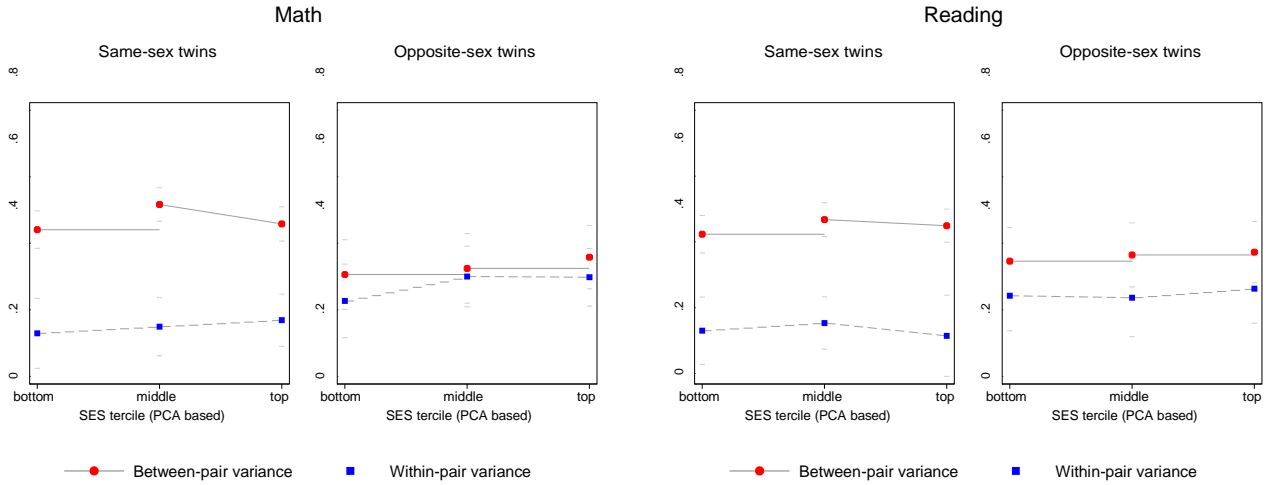 Math
Reading
Same-sex twins
Opposite-sex twins
Same-sex twins
Opposite-sex twins
.8
.6
.4
.2
0
.8
.6
.4
.2
0
.8
.6
.4
.2
0
.8
.6
.4
.2
0
bottom middle top
bottom middle top
bottom middle top
bottom middle top
SES tercile (PCA based)
SES tercile (PCA based)
SES tercile (PCA based)
SES tercile (PCA based)
Between-pair variance
Within-pair variance
Between-pair variance
Within-pair variance